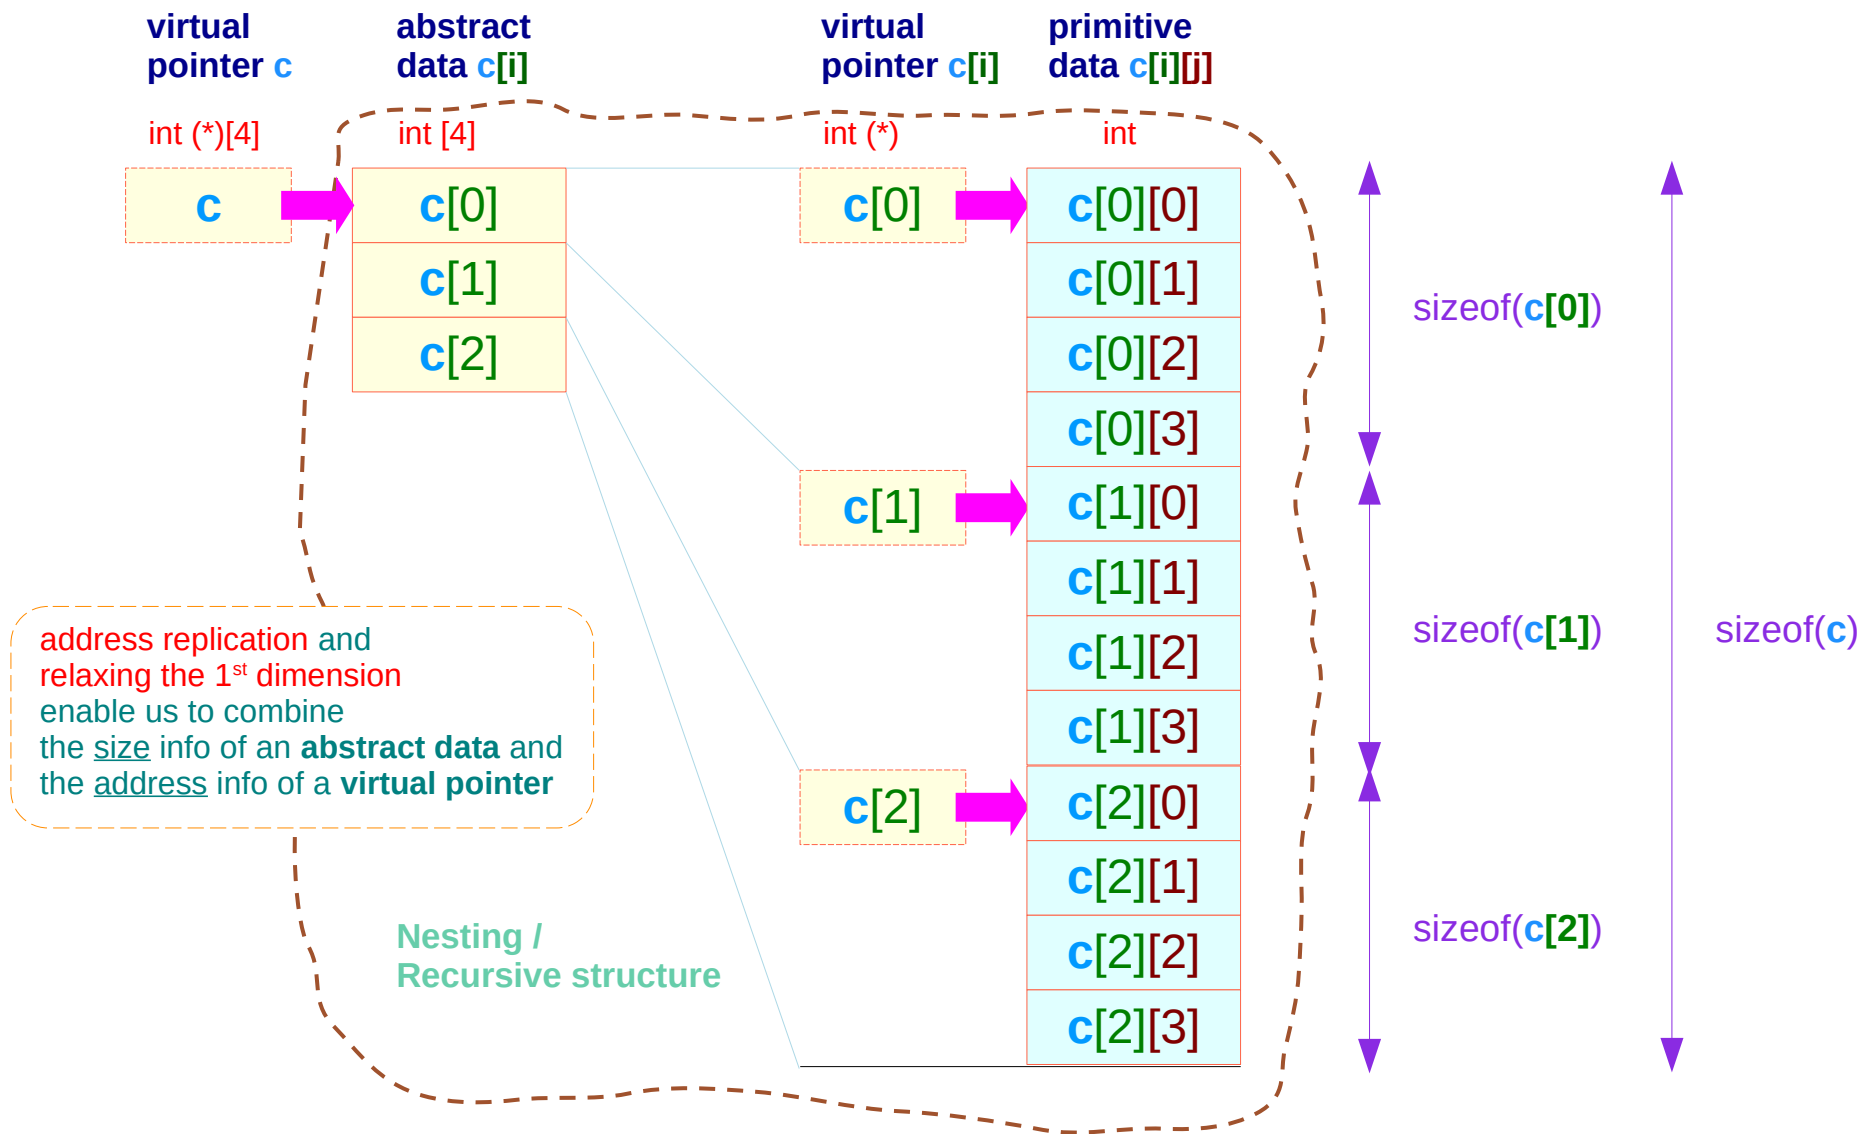 virtual
pointer c
abstract
data c[i]
virtual
pointer c[i]
primitive
data c[i][j]
int (*)[4]
int [4]
int (*)
int
c
c[0]
c[1]
c[2]
c[0]
c[1]
c[2]
c[0][0]
c[0][1]
c[0][2]
c[0][3]
c[1][0]
c[1][1]
c[1][2]
c[1][3]
c[2][0]
c[2][1]
c[2][2]
c[2][3]
sizeof(c[0])
sizeof(c[1])
sizeof(c[2])
sizeof(c)
address replication and
relaxing the 1st dimension
enable us to combine
the size info of an abstract data and
the address info of a virtual pointer
Nesting /
Recursive structure